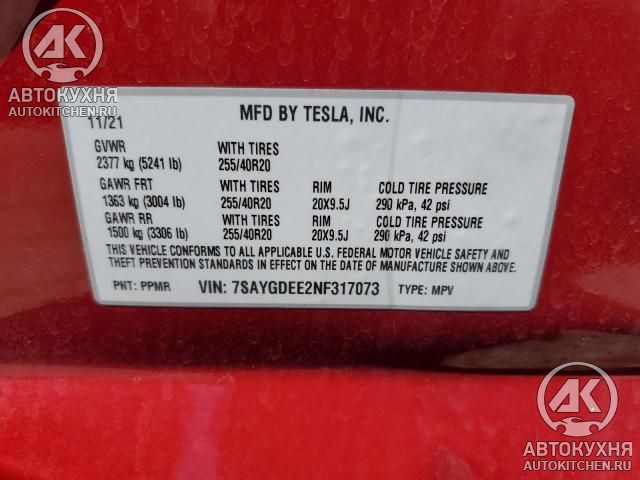 АК
АВТОКУХНЯ
AUTOKITCHEN.RU
MFD BY TESLA, INC.
11/21
GVWR WITH TIRES
2377 kg (5241 lb) 255/40R20
GAWR FRT WITH TIRES RIM COLD TIRE PRESSURE
1363 kg (3004 lb) 255/40R20 20X9.5J 290 kPa, 42 psi
GAWR RR WITH TIRES RIM COLD TIRE PRESSURE
1500 kg (3306 lb) 255/40R20 20X9.5J 290 kPa, 42 psi
THIS VEHICLE CONFORMS TO ALL APPLICABLE U.S. FEDERAL MOTOR VEHICLE SAFETY AND
THEFT PREVENTION STANDARDS IN EFFECT ON THE DATE OF MANUFACTURE SHOWN ABOVE.
PNT: PPMR VIN: 7SAYGDEE2NF317073 TYPE: MPV
АК
АВТОКУХНЯ
AUTOKITCHEN.RU